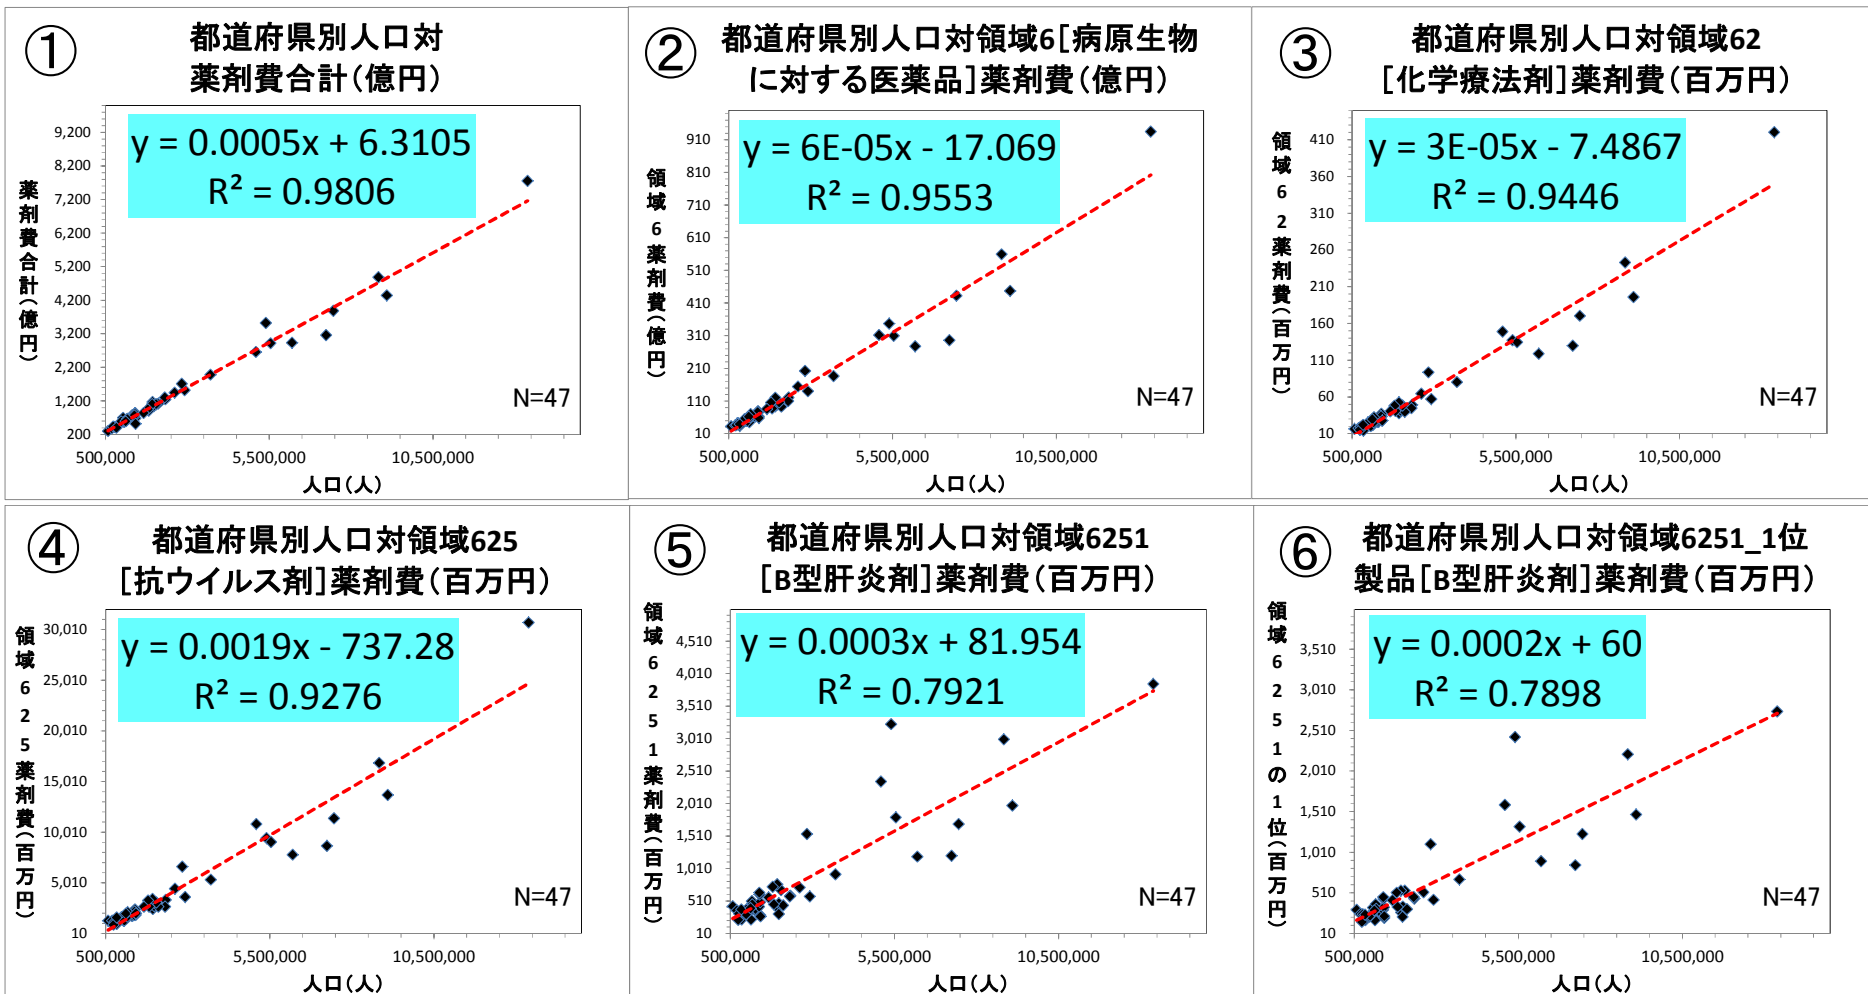 ①
都道府県別人口対
薬剤費合計(億円)
y = 0.0005x + 6.3105
R² = 0.9806
薬剤費合計(億円)
9,200
8,200
7,200
6,200
5,200
4,200
3,200
2,200
1,200
200
N=47
500,000
5,500,000
10,500,000
人口(人)
②
都道府県別人口対領域6[病原生物
に対する医薬品]薬剤費(億円)
y = 6E-05x - 17.069
R² = 0.9553
領域6薬剤費(億円)
910
810
710
610
510
410
310
210
110
10
N=47
500,000
5,500,000
10,500,000
人口(人)
③
都道府県別人口対領域62
[化学療法剤]薬剤費(百万円)
y = 3E-05x - 7.4867
R² = 0.9446
領域62薬剤費(百万円)
410
360
310
260
210
160
110
60
10
N=47
500,000
5,500,000
10,500,000
人口(人)
④
都道府県別人口対領域625
[抗ウイルス剤]薬剤費(百万円)
y = 0.0019x - 737.28
R² = 0.9276
領域625薬剤費(百万円)
30,010
25,010
20,010
15,010
10,010
5,010
10
N=47
500,000
5,500,000
10,500,000
人口(人)
⑤
都道府県別人口対領域6251
[B型肝炎剤]薬剤費(百万円)
y = 0.0003x + 81.954
R² = 0.7921
領域6251薬剤費(百万円)
4,510
4,010
3,510
3,010
2,510
2,010
1,510
1,010
510
10
N=47
500,000
5,500,000
10,500,000
人口(人)
⑥
都道府県別人口対領域6251_1位
製品[B型肝炎剤]薬剤費(百万円)
y = 0.0002x + 60
R² = 0.7898
領域6251の1位(百万円)
3,510
3,010
2,510
2,010
1,510
1,010
510
10
N=47
500,000
5,500,000
10,500,000
人口(人)